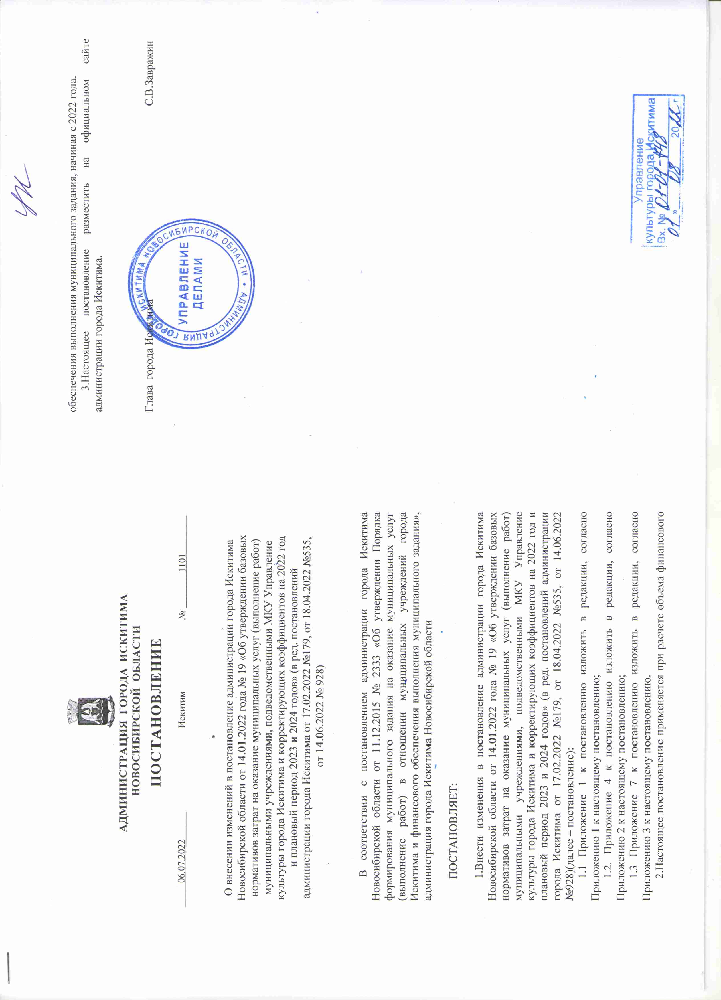 АДМИНИСТРАЦИЯ ГОРОДА ИСКИТИМА
НОВОСИБИРСКОЙ ОБЛАСТИ
ПОСТАНОВЛЕНИЕ
06.07.2022 Искитим № 1101
О внесении изменений в постановление администрации города Искитима
Новосибирской области от 14.01.2022 года № 19 «Об утверждении базовых
нормативов затрат на оказание муниципальных услуг (выполнение работ)
муниципальными учреждениями, подведомственными МКУ Управление
культуры города Искитима и корректирующих коэффициентов на 2022 год
и плановый период 2023 и 2024 годов» (в ред. постановлений
администрации города Искитима от 17.02.2022 №179, от 18.04.2022 №535,
от 14.06.2022 № 928)
В соответствии с постановлением администрации города Искитима
Новосибирской области от 11.12.2015 № 2333 «Об утверждении Порядка
формирования муниципального задания на оказание муниципальных услуг
(выполнение работ) в отношении муниципальных учреждений города
Искитима и финансового обеспечения выполнения муниципального задания»,
администрация города Искитима Новосибирской области
ПОСТАНОВЛЯЕТ:
1.Внести изменения в постановление администрации города Искитима
Новосибирской области от 14.01.2022 года № 19 «Об утверждении базовых
нормативов затрат на оказание муниципальных услуг (выполнение работ)
муниципальными учреждениями, подведомственными МКУ Управление
культуры города Искитима и корректирующих коэффициентов на 2022 год и
плановый период 2023 и 2024 годов» (в ред. постановлений администрации
города Искитима от 17.02.2022 №179, от 18.04.2022 №535, от 14.06.2022
№928)(далее – постановление):
1.1 Приложение 1 к постановлению изложить в редакции, согласно
Приложению 1 к настоящему постановлению;
1.2. Приложение 4 к постановлению изложить в редакции, согласно
Приложению 2 к настоящему постановлению;
1.3 Приложение 7 к постановлению изложить в редакции, согласно
Приложению 3 к настоящему постановлению.
2.Настоящее постановление применяется при расчете объема финансового
обеспечения выполнения муниципального задания, начиная с 2022 года.
3.Настоящее постановление разместить на официальном сайте
администрации города Искитима.
Глава города Искитима С.В.Завражин
АДМИНИСТРАЦИЯ ГОРОДА ИСКИТИМА НОВОСИБИРСКОЙ ОБЛАСТИ •
УПРАВЛЕНИЕ
ДЕЛАМИ
Управление
культуры города Искитима
Вх. № 01-01-448
01 » 08 2022 г